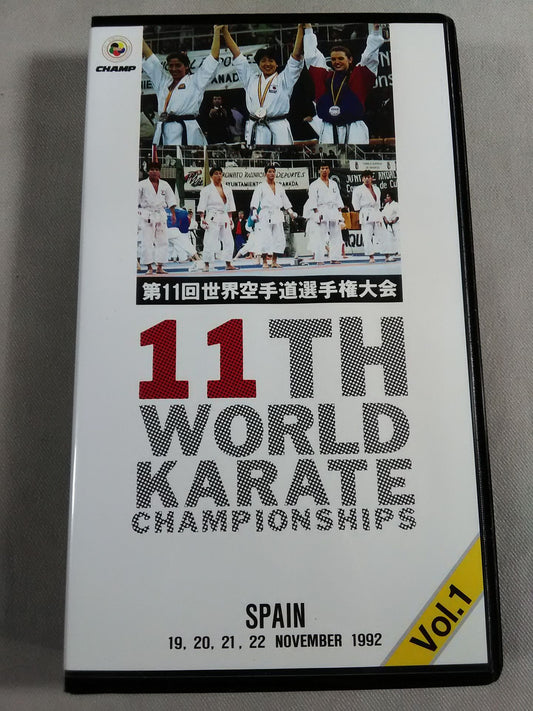 CHAMP
第11回世界空手道選手権大会
11TH
WORLD
KARATE
CHAMPIONSHIPS
SPAIN
19, 20, 21, 22 NOVEMBER 1992
Vol.1